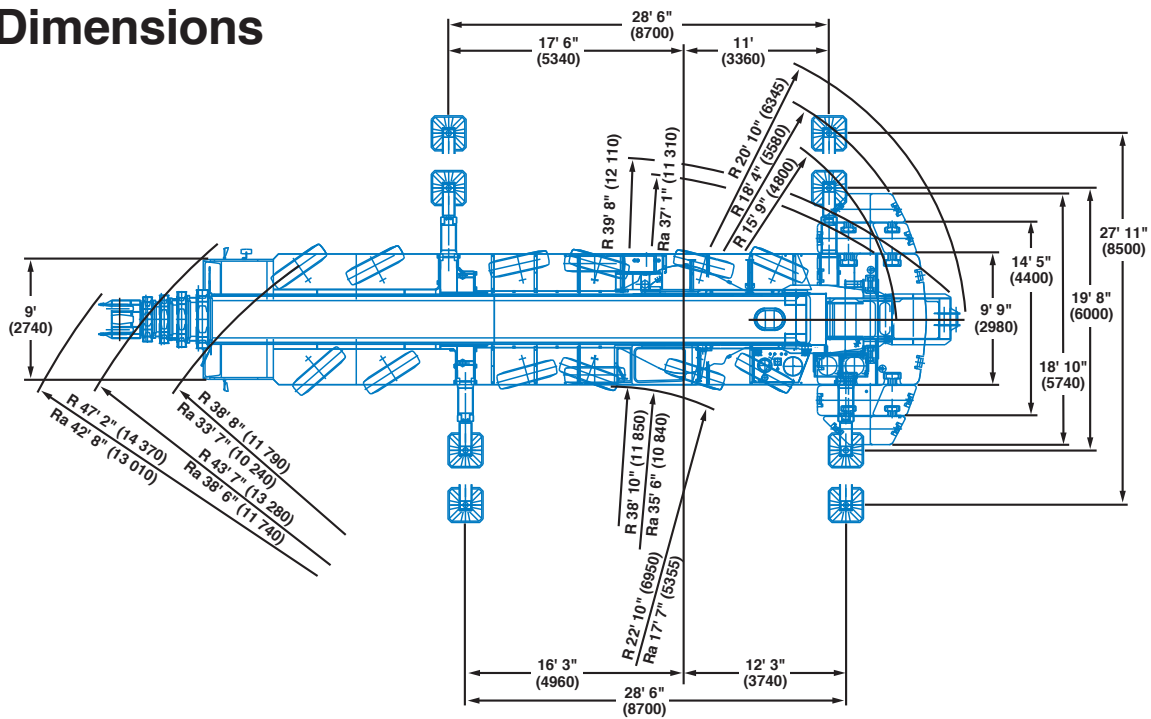 Dimensions
28' 6"
(8700)
17' 6"
(5340)
11'
(3360)
R 20' 10" (6345)
R 18' 4" (5580)
R 15' 9" (4800)
R 39' 8" (12 110)
Ra 37' 1" (11 310)
27' 11"
(8500)
14' 5"
(4400)
19' 8"
(6000)
9' 9"
(2980)
18' 10"
(5740)
9'
(2740)
R 38' 8" (11 790)
Ra 33' 7" (10 240)
R 47' 2" (14 370)
Ra 42' 8" (13 010)
R 43' 7" (13 280)
Ra 38' 6" (11 740)
R 38' 10" (11 850)
Ra 35' 6" (10 840)
R 22' 10" (6950)
Ra 17' 7" (5355)
16' 3"
(4960)
12' 3"
(3740)
28' 6"
(8700)